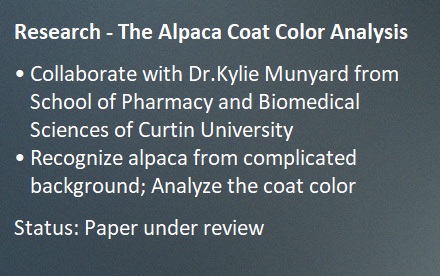 Research - The Alpaca Coat Color Analysis
• Collaborate with Dr.Kylie Munyard from
School of Pharmacy and Biomedical
Sciences of Curtin University
• Recognize alpaca from complicated
background; Analyze the coat color
Status: Paper under review